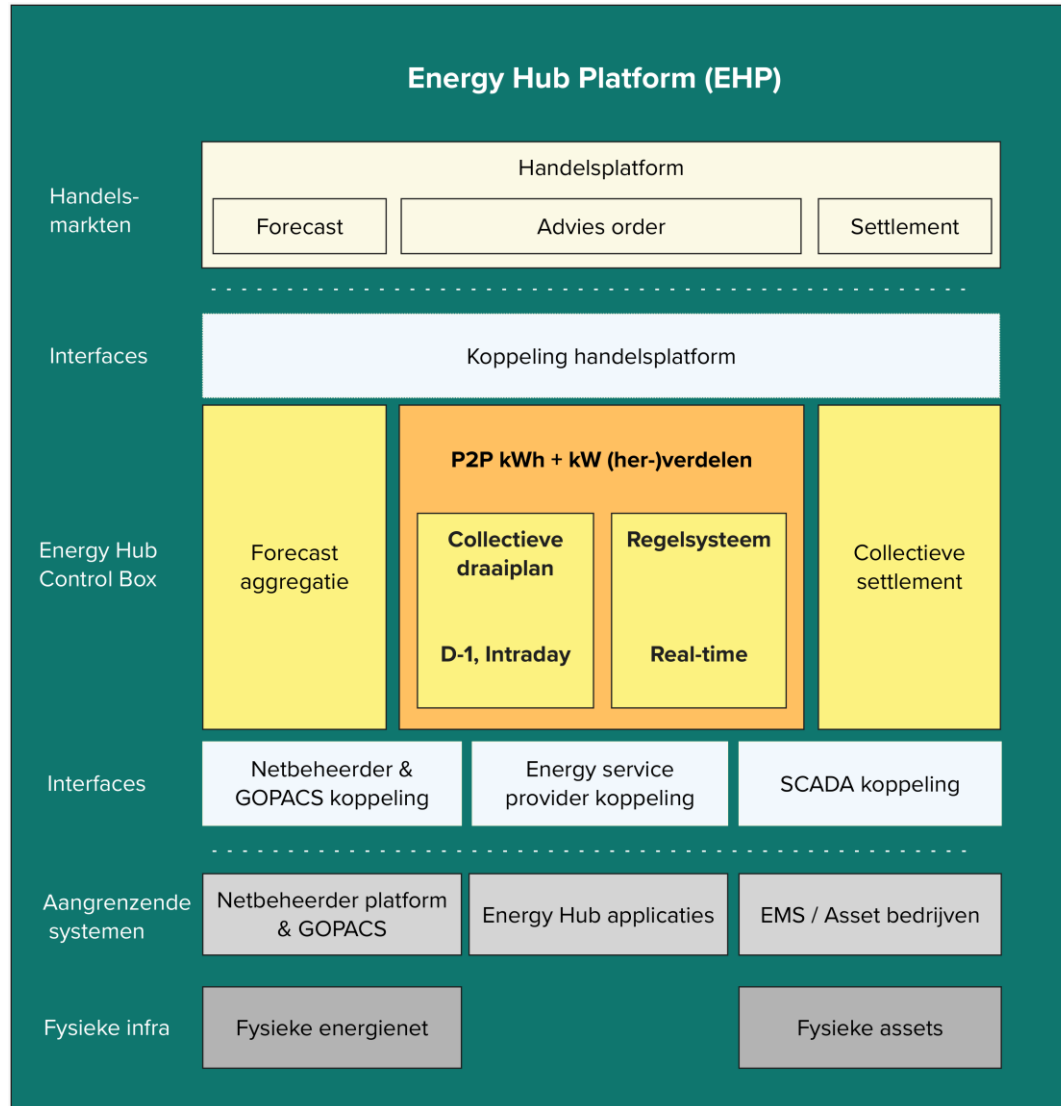 Energy Hub Platform (EHP)
Handels-
markten
Handelsplatform
Forecast
Advies order
Settlement
Interfaces
Koppeling handelsplatform
Energy Hub
Control Box
Forecast
aggregatie
P2P kWh + kW (her-)verdelen
Collectieve
draaiplan
D-1, Intraday
Regelsysteem
Real-time
Collectieve
settlement
Interfaces
Netbeheerder &
GOPACS koppeling
Energy service
provider koppeling
SCADA koppeling
Aangrenzende
systemen
Netbeheerder platform
& GOPACS
Energy Hub applicaties
EMS / Asset bedrijven
Fysieke infra
Fysieke energienet
Fysieke assets